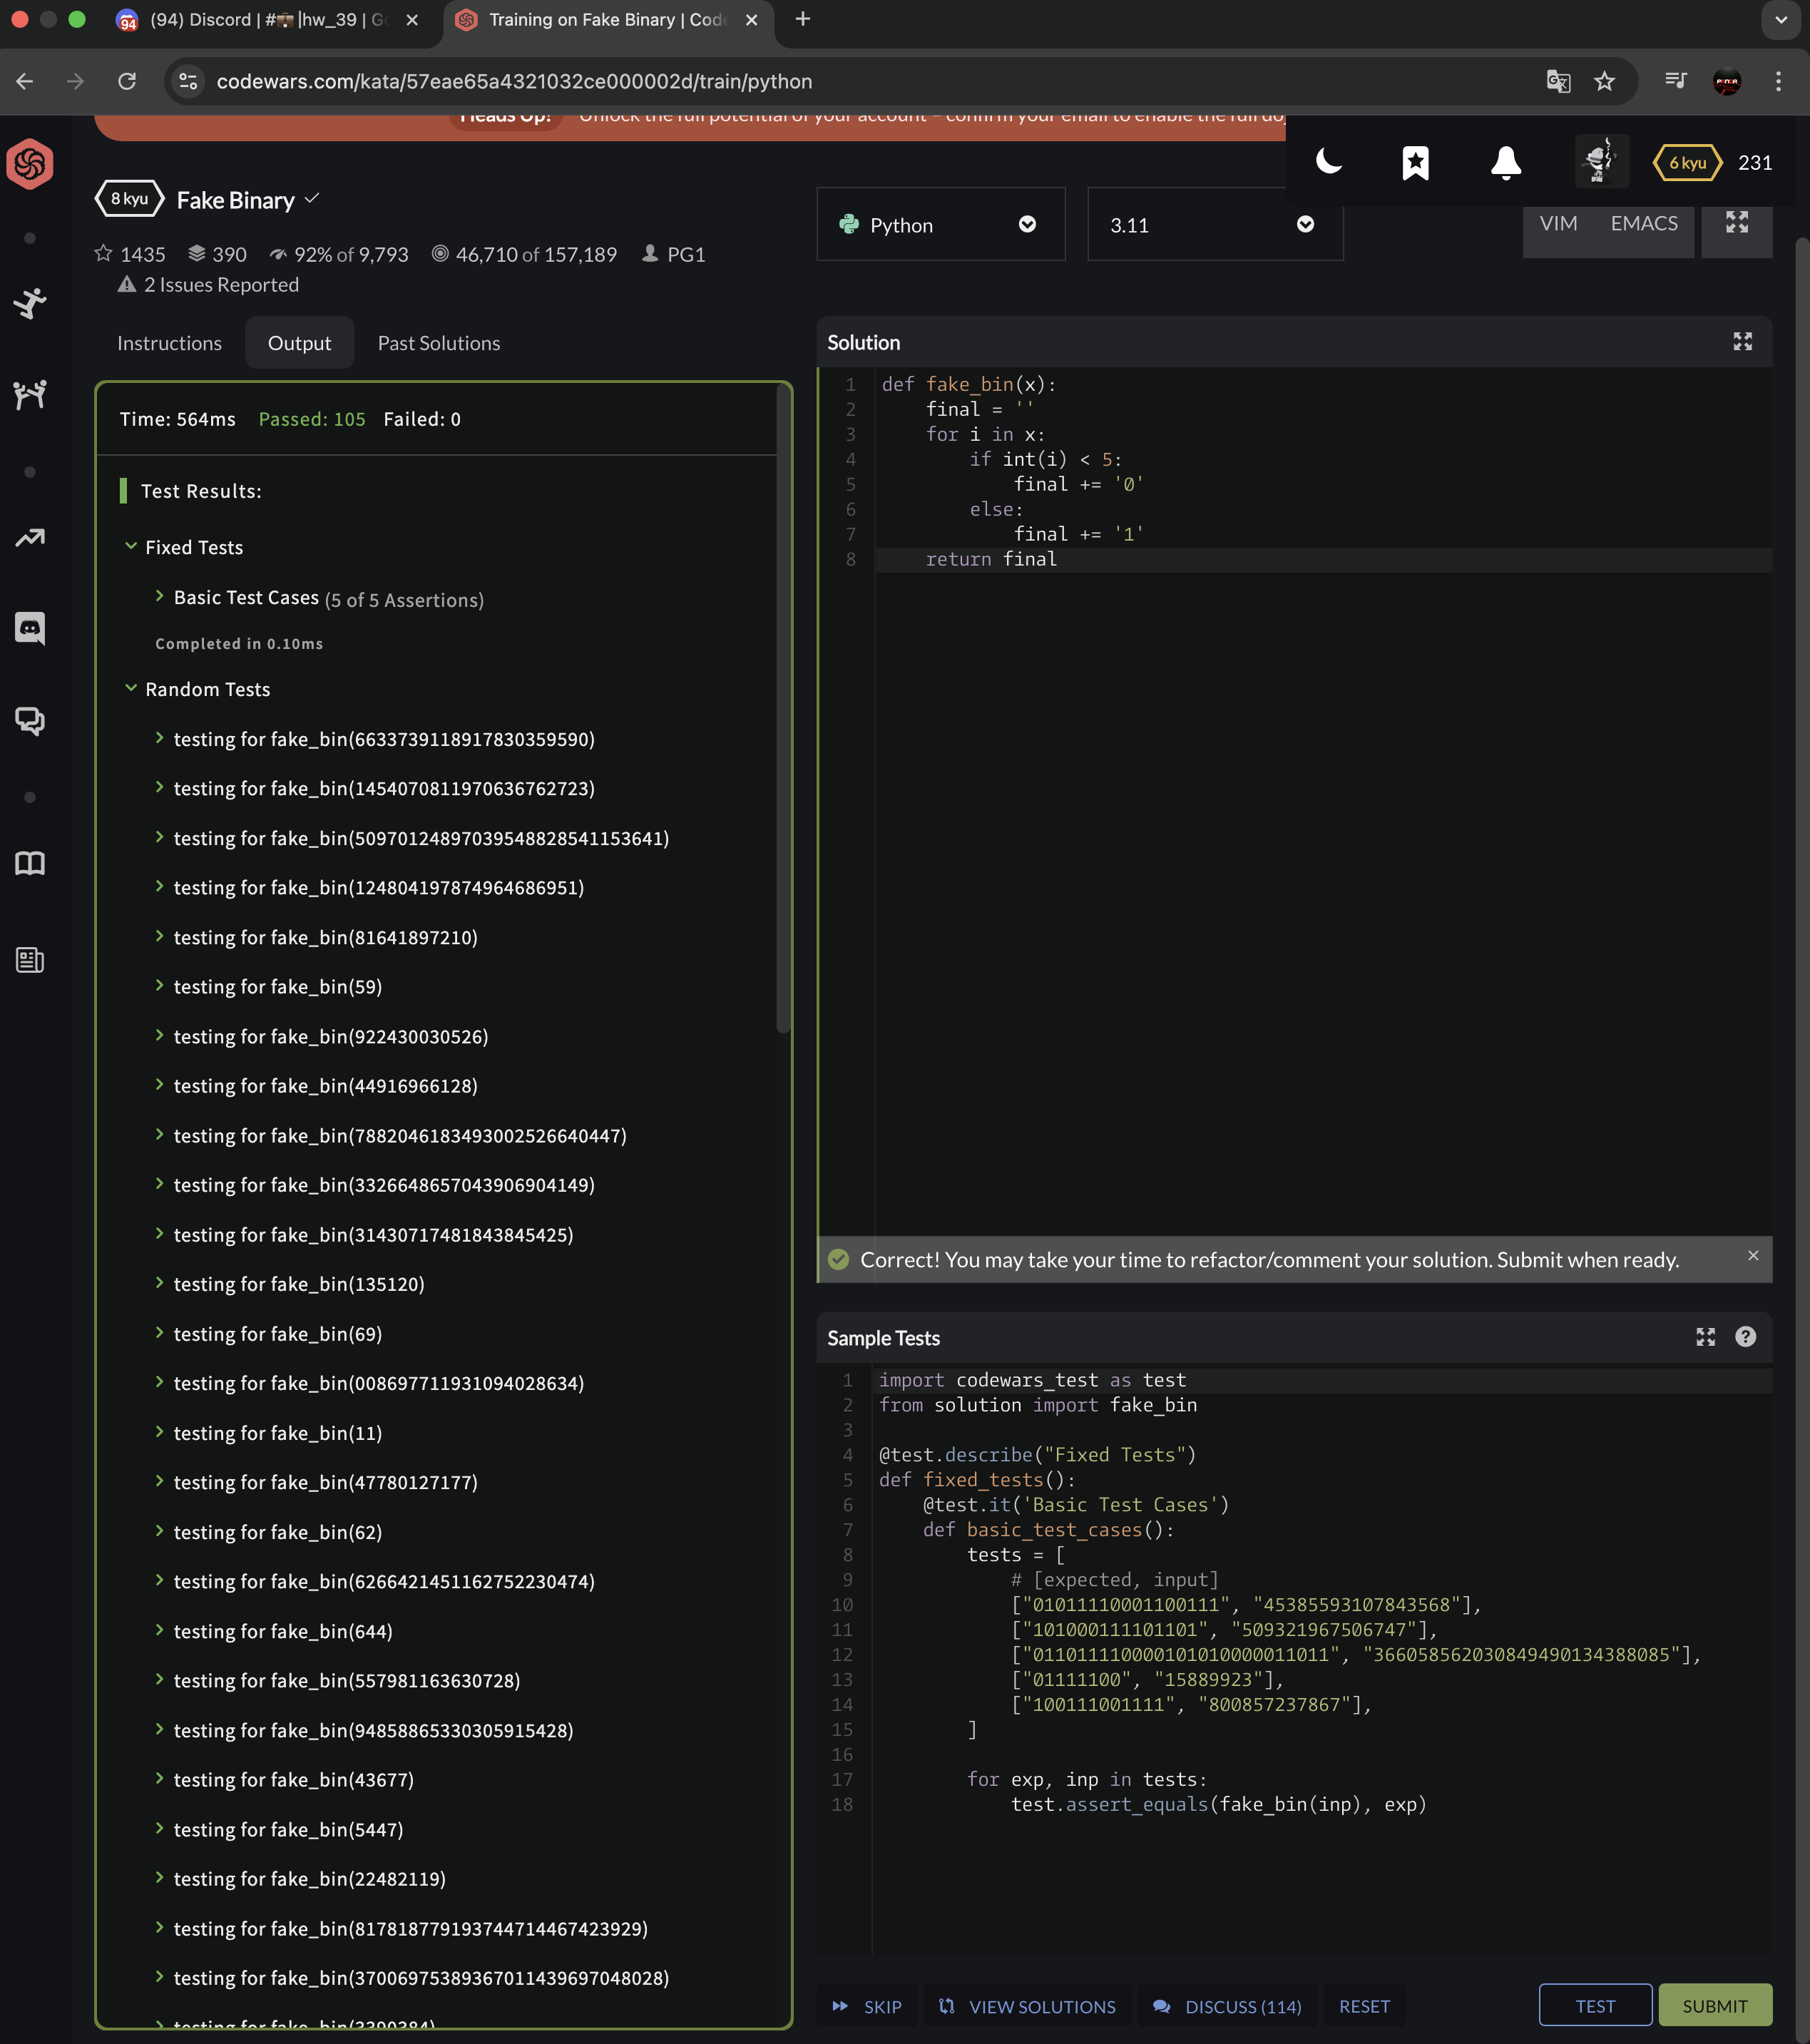 (94) Discord | #💼|hw_39 | G
Training on Fake Binary | Code
codewars.com/kata/57eae65a4321032ce000002d/train/python
Heads Up! Unlock the full potential of your account – confirm your email to enable the full do
6 kyu 231
8 kyu Fake Binary
1435 390 92% of 9,793 46,710 of 157,189 PG1
2 Issues Reported
Python
3.11
VIM EMACS
Instructions Output Past Solutions
Time: 564ms Passed: 105 Failed: 0
Test Results:
Fixed Tests
Basic Test Cases (5 of 5 Assertions)
Completed in 0.10ms
Random Tests
testing for fake_bin(6633739118917830359590)
testing for fake_bin(1454070811970636762723)
testing for fake_bin(50970124897039548828541153641)
testing for fake_bin(124804197874964686951)
testing for fake_bin(81641897210)
testing for fake_bin(59)
testing for fake_bin(922430030526)
testing for fake_bin(44916966128)
testing for fake_bin(7882046183493002526640447)
testing for fake_bin(3326648657043906904149)
testing for fake_bin(31430717481843845425)
testing for fake_bin(135120)
testing for fake_bin(69)
testing for fake_bin(008697711931094028634)
testing for fake_bin(11)
testing for fake_bin(47780127177)
testing for fake_bin(62)
testing for fake_bin(6266421451162752230474)
testing for fake_bin(644)
testing for fake_bin(557981163630728)
testing for fake_bin(94858865330305915428)
testing for fake_bin(43677)
testing for fake_bin(5447)
testing for fake_bin(22482119)
testing for fake_bin(817818779193744714467423929)
testing for fake_bin(37006975389367011439697048028)
testing for fake_bin(3390384)
Solution
1 def fake_bin(x):
2     final = ''
3     for i in x:
4         if int(i) < 5:
5             final += '0'
6         else:
7             final += '1'
8     return final
Correct! You may take your time to refactor/comment your solution. Submit when ready.
Sample Tests
1 import codewars_test as test
2 from solution import fake_bin
3
4 @test.describe("Fixed Tests")
5 def fixed_tests():
6     @test.it('Basic Test Cases')
7     def basic_test_cases():
8         tests = [
9             # [expected, input]
10             ["01011110001100111", "45385593107843568"],
11             ["101000111101101", "509321967506747"],
12             ["011011110000101010000011011", "366058562030849490134388085"],
13             ["01111100", "15889923"],
14             ["100111001111", "800857237867"],
15         ]
16
17         for exp, inp in tests:
18             test.assert_equals(fake_bin(inp), exp)
SKIP VIEW SOLUTIONS DISCUSS (114) RESET TEST SUBMIT